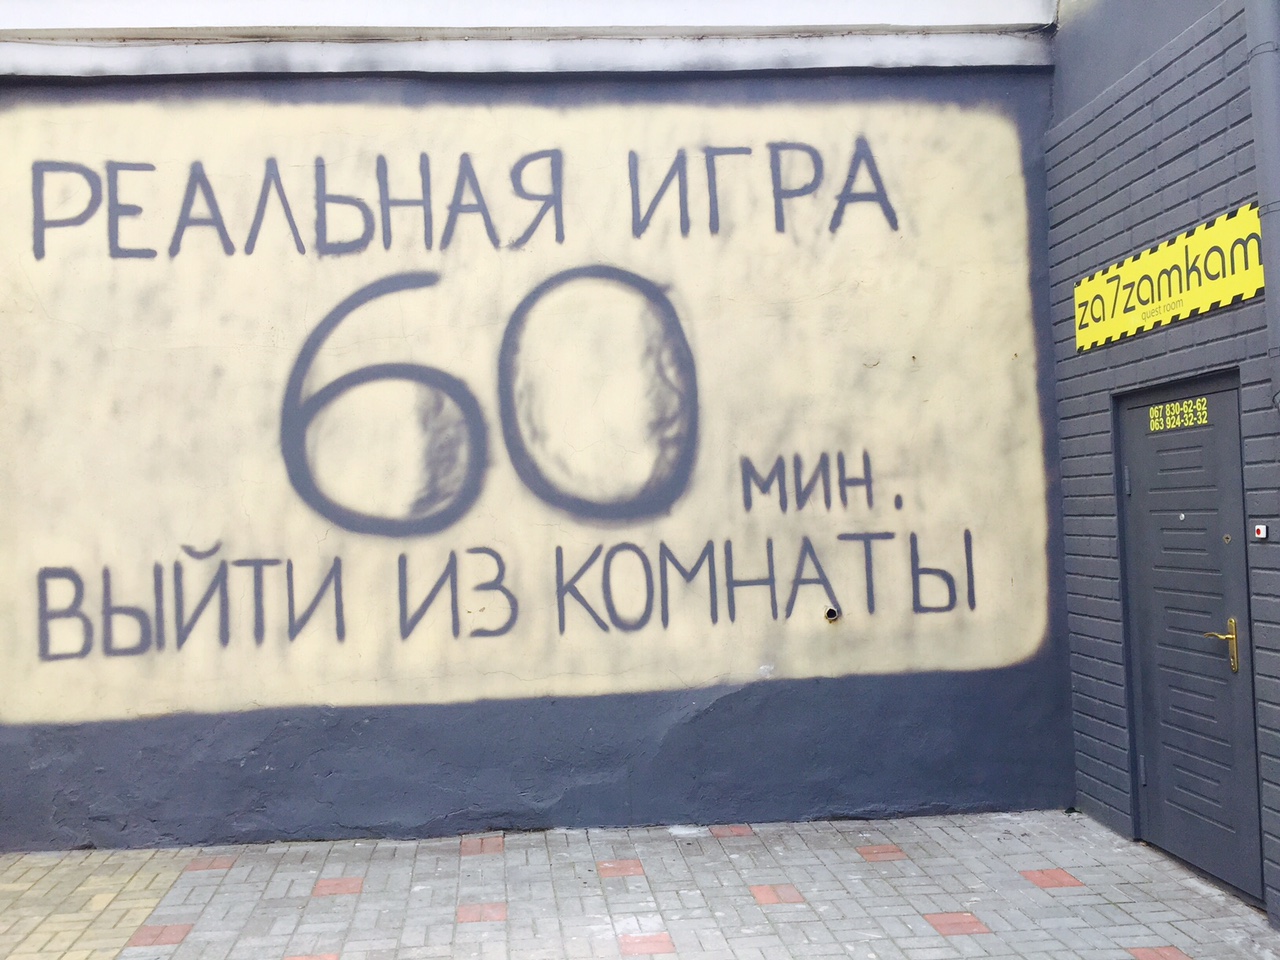 РЕАЛЬНАЯ ИГРА
60 мин.
ВЫЙТИ ИЗ КОМНАТЫ
za7zamkam
quest room
067 830-62-62
063 924-32-32